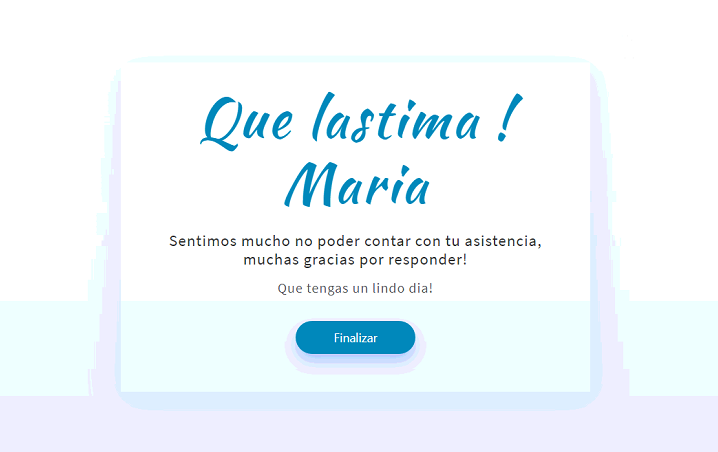 Que lastima !
Maria
Sentimos mucho no poder contar con tu asistencia,
muchas gracias por responder!
Que tengas un lindo dia!
Finalizar